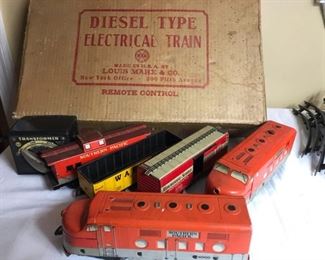 DIESEL TYPE
ELECTRICAL TRAIN
MADE IN U.S.A. BY
LOUIS MARX & CO.
New York Office - 200 Fifth Avenue
REMOTE CONTROL
TRANSFORMER
SOUTHERN PACIFIC
W A
SOUTHERN
PACIFIC
6000